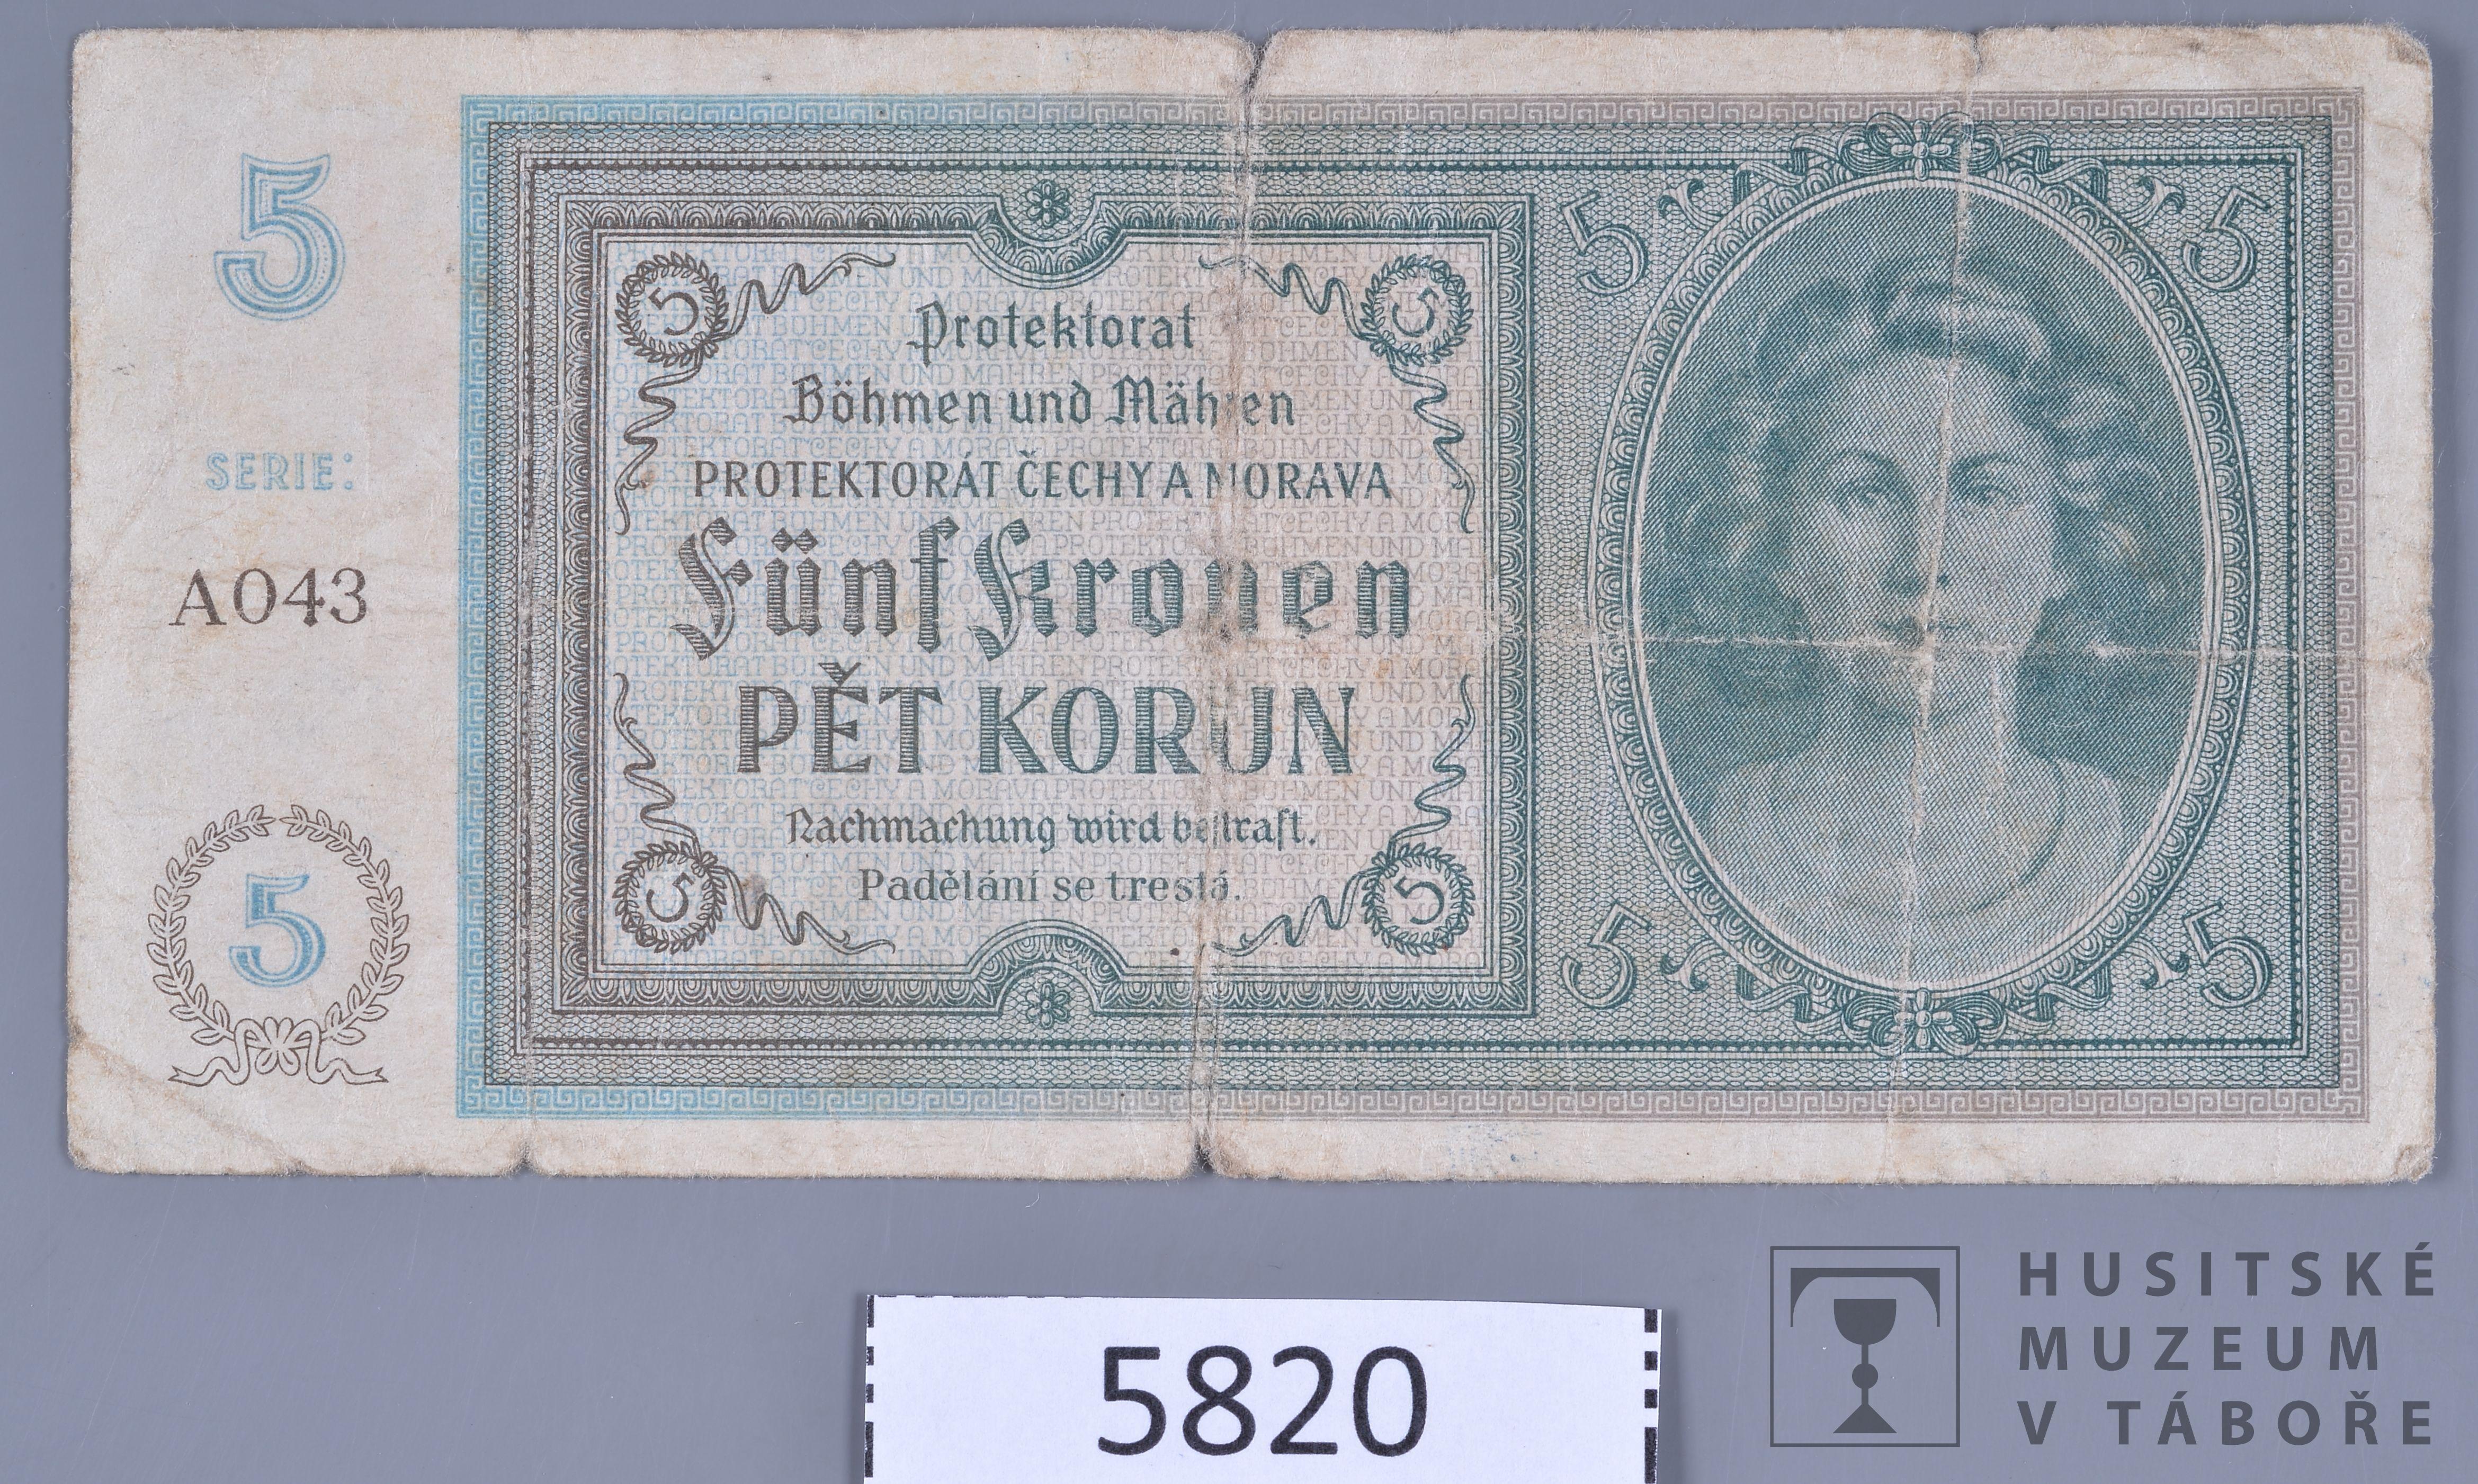 5
SERIE:
A043
5
5
5
Protektorat
Böhmen und Mähren
PROTEKTORÁT ČECHY A MORAVA
Fünf Kronen
PĚT KORUN
Nachmachung wird bestraft.
Padělání se trestá.
5
5
5
5
5
5
5820
HUSITSKÉ
MUZEUM
V TÁBOŘE